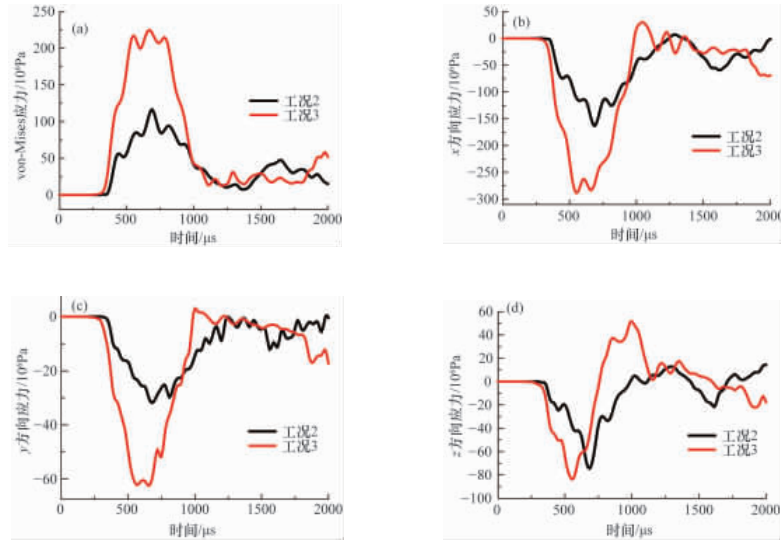 (a)
250
200
150
100
50
0
von-Mises应力/10⁶Pa
工况2
工况3
0 500 1000 1500 2000
时间/μs
(b)
50
0
−50
−100
−150
−200
−250
−300
x方向应力/10⁶Pa
工况2
工况3
0 500 1000 1500 2000
时间/μs
(c)
0
−20
−40
−60
y方向应力/10⁶Pa
工况2
工况3
0 500 1000 1500 2000
时间/μs
(d)
60
40
20
0
−20
−40
−60
−80
−100
z方向应力/10⁶Pa
工况2
工况3
0 500 1000 1500 2000
时间/μs